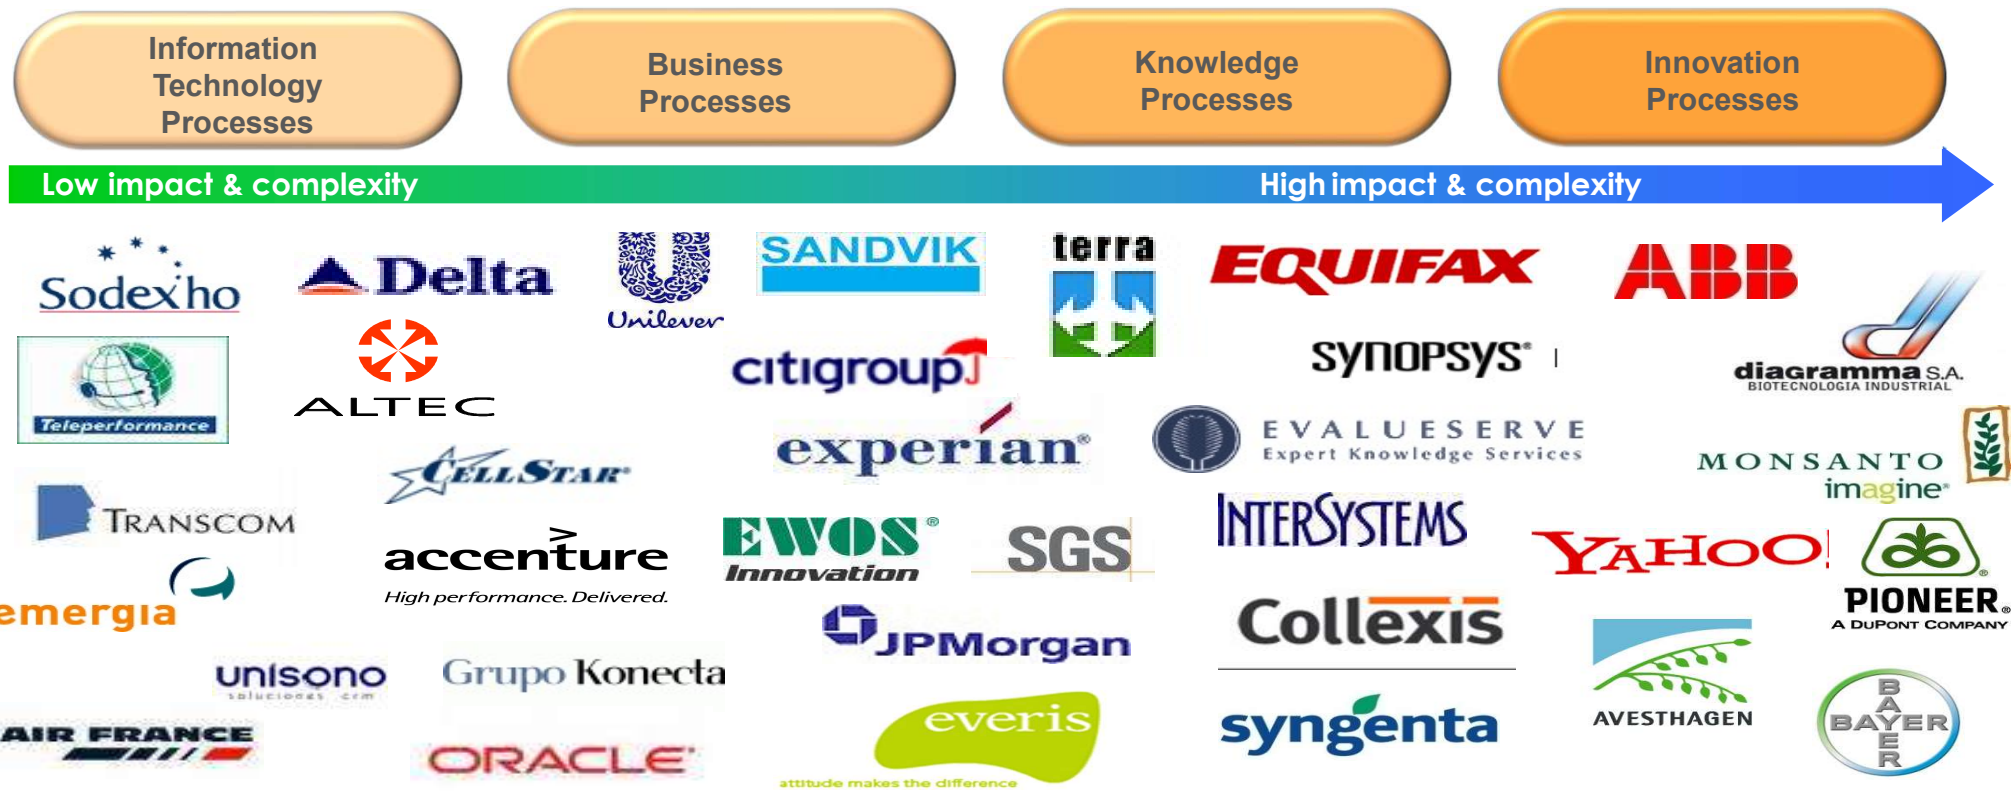 Information
Technology
Processes
Business
Processes
Knowledge
Processes
Innovation
Processes
Low impact & complexity
High impact & complexity
Sodexho
Delta
Unilever
SANDVIK
terra
EQUIFAX
ABB
Teleperformance
ALTEC
citigroup
SYNOPSYS®
diagramma S.A.
BIOTECNOLOGIA INDUSTRIAL
CELLSTAR®
experian®
EVALUESERVE
Expert Knowledge Services
MONSANTO
imagine®
TRANSCOM
accenture
High performance. Delivered.
EWOS®
Innovation
SGS
INTERSYSTEMS
YAHOO!
PIONEER®
A DUPONT COMPANY
emergia
JPMorgan
Collexis
AVESTHAGEN
unisono
soluciones crm
Grupo Konecta
everis
attitude makes the difference
syngenta
BAYER
BAYER
AIR FRANCE
ORACLE®